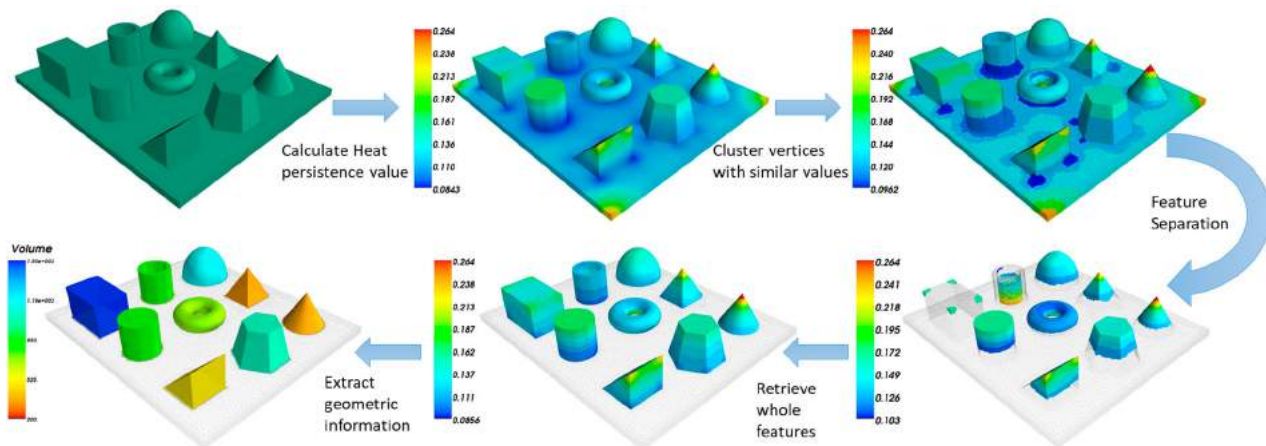 0.264
0.238
0.213
0.187
0.161
0.136
0.110
0.0843
Calculate Heat
persistence value
0.264
0.240
0.216
0.192
0.168
0.144
0.120
0.0962
Cluster vertices
with similar values
Feature
Separation
0.264
0.241
0.218
0.195
0.172
0.149
0.126
0.103
Retrieve
whole
features
0.264
0.238
0.213
0.187
0.162
0.137
0.111
0.0856
Extract
geometric
information
Volume